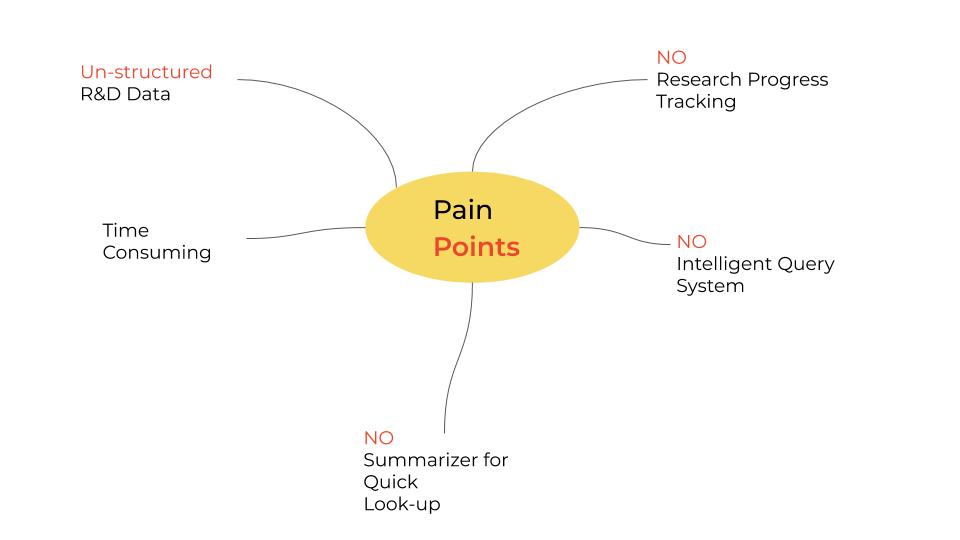 Un-structured
R&D Data
NO
Research Progress
Tracking
Pain
Points
Time
Consuming
NO
Intelligent Query
System
NO
Summarizer for
Quick
Look-up